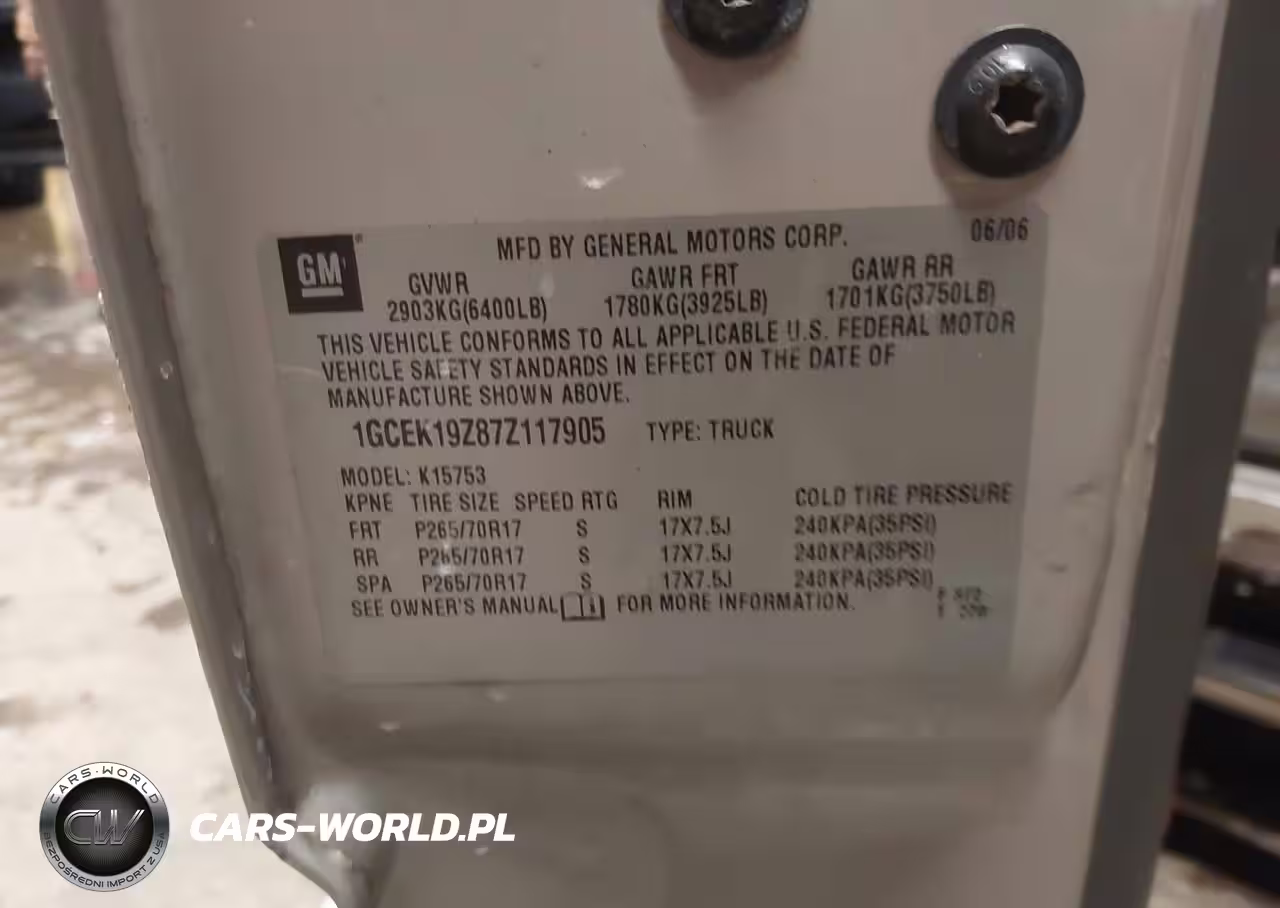 GM
MFD BY GENERAL MOTORS CORP. 06/06
GVWR GAWR FRT GAWR RR
2903KG(6400LB) 1780KG(3925LB) 1701KG(3750LB)
THIS VEHICLE CONFORMS TO ALL APPLICABLE U.S. FEDERAL MOTOR
VEHICLE SAFETY STANDARDS IN EFFECT ON THE DATE OF
MANUFACTURE SHOWN ABOVE.
1GCEK19Z87Z117905 TYPE: TRUCK
MODEL: K15753
KPNE TIRE SIZE SPEED RTG RIM COLD TIRE PRESSURE
FRT P265/70R17 S 17X7.5J 240KPA(35PSI)
RR P265/70R17 S 17X7.5J 240KPA(35PSI)
SPA P265/70R17 S 17X7.5J 240KPA(35PSI)
SEE OWNER'S MANUAL FOR MORE INFORMATION.
CARS-WORLD
CW
BEZPOŚREDNI IMPORT Z USA
CARS-WORLD.PL